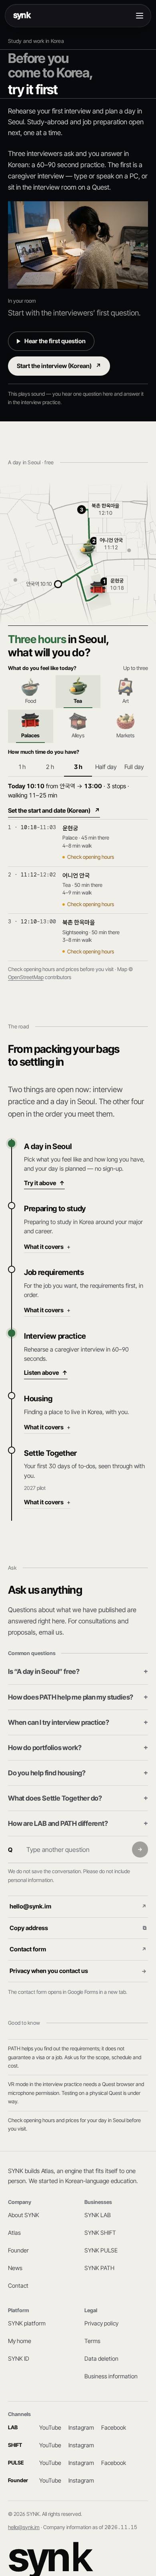 synk
Study and work in Korea
Before you
come to Korea,
try it first
Rehearse your first interview and plan a day in
Seoul. Study-abroad and job preparation open
next, one at a time.
Three interviewers ask and you answer in
Korean: a 60–90 second practice. The first is a
caregiver interview — type or speak on a PC, or
sit in the interview room on a Quest.
In your room
Start with the interviewers' first question.
Hear the first question
Start the interview (Korean) ↗
This plays sound — you hear one question here and answer it
in the interview practice.
A day in Seoul · free
3 북촌 한옥마을
12:10
2 어니언 안국
11:12
안국역 10:10
1 운현궁
10:18
Three hours in Seoul,
what will you do?
What do you feel like today?
Up to three
Food
Tea
Art
Palaces
Alleys
Markets
How much time do you have?
1 h
2 h
3 h
Half day
Full day
Today 10:10 from 안국역 → 13:00 · 3 stops ·
walking 11–25 min
Set the start and date (Korean) ↗
1 · 10:18–11:03
운현궁
Palace · 45 min there
4–8 min walk
Check opening hours
2 · 11:12–12:02
어니언 안국
Tea · 50 min there
4–9 min walk
Check opening hours
3 · 12:10–13:00
북촌 한옥마을
Sightseeing · 50 min there
3–8 min walk
Check opening hours
Check opening hours and prices before you visit · Map ©
OpenStreetMap contributors
The road
From packing your bags
to settling in
Two things are open now: interview
practice and a day in Seoul. The other four
open in the order you meet them.
A day in Seoul
Pick what you feel like and how long you have,
and your day is planned — no sign-up.
Try it above ↑
Preparing to study
Preparing to study in Korea around your major
and career.
What it covers +
Job requirements
For the job you want, the requirements first, in
order.
What it covers +
Interview practice
Rehearse a caregiver interview in 60–90
seconds.
Listen above ↑
Housing
Finding a place to live in Korea, with you.
What it covers +
Settle Together
Your first 30 days of to-dos, seen through with
you.
2027 pilot
What it covers +
Ask
Ask us anything
Questions about what we have published are
answered right here. For consultations and
proposals, email us.
Common questions
Is “A day in Seoul” free? +
How does PATH help me plan my studies? +
When can I try interview practice? +
How do portfolios work? +
Do you help find housing? +
What does Settle Together do? +
How are LAB and PATH different? +
Q Type another question →
We do not save the conversation. Please do not include
personal information.
hello@synk.im ↗
Copy address
Contact form ↗
Privacy when you contact us →
The contact form opens in Google Forms in a new tab.
Good to know
PATH helps you find out the requirements; it does not
guarantee a visa or a job. Ask us for the scope, schedule and
cost.
VR mode in the interview practice needs a Quest browser and
microphone permission. Testing on a physical Quest is under
way.
Check opening hours and prices for your day in Seoul before
you visit.
SYNK builds Atlas, an engine that fits itself to one
person. We started in Korean-language education.
Company
Businesses
About SYNK
SYNK LAB
Atlas
SYNK SHIFT
Founder
SYNK PULSE
News
SYNK PATH
Contact
Platform
Legal
SYNK platform
Privacy policy
My home
Terms
SYNK ID
Data deletion
Business information
Channels
LAB YouTube Instagram Facebook
SHIFT YouTube Instagram
PULSE YouTube Instagram Facebook
Founder YouTube Instagram
© 2026 SYNK. All rights reserved.
hello@synk.im · Company information as of 2026.11.15
synk